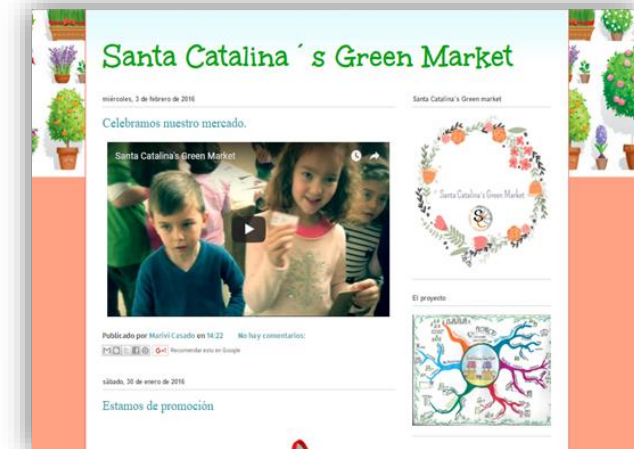 Santa Catalina ´s Green Market
miércoles, 3 de febrero de 2016
Celebramos nuestro mercado.
Santa Catalina's Green Market
Publicado por Marivi Casado en 14:22 No hay comentarios:
G+1 Recomendar esto en Google
sábado, 30 de enero de 2016
Estamos de promoción
Santa Catalina's Green market
Santa Catalina's Green Market
El proyecto